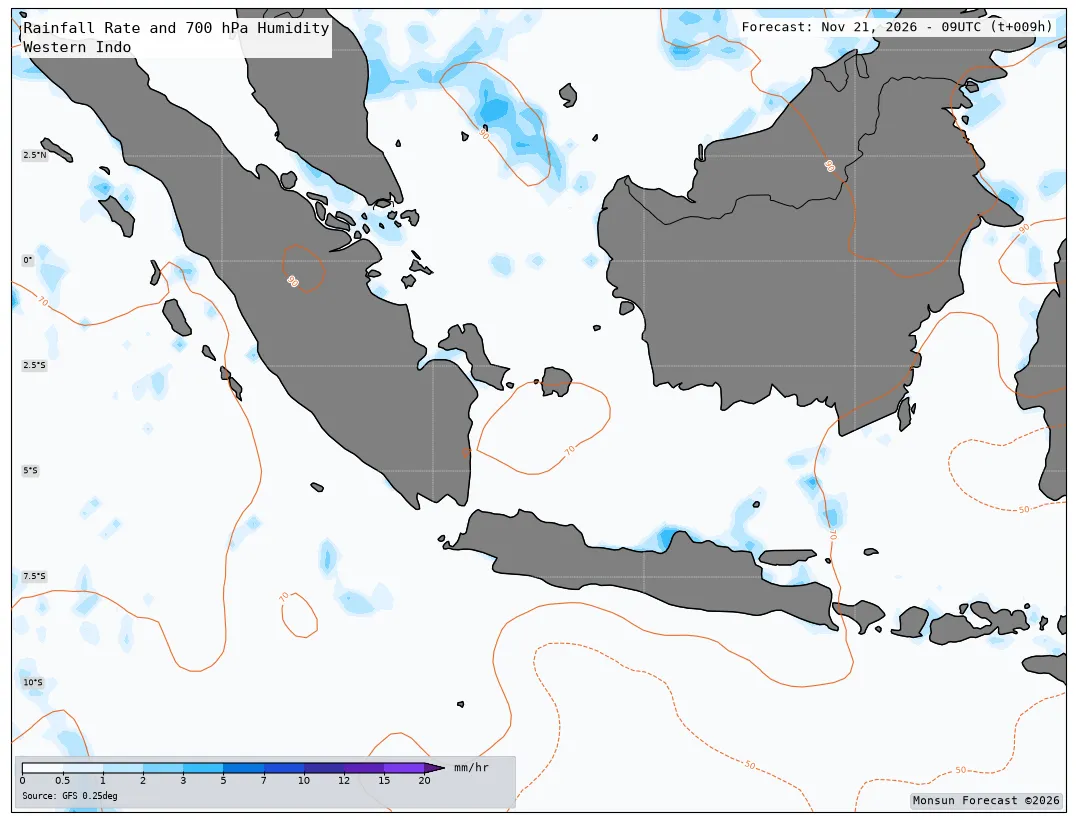 Rainfall Rate and 700 hPa Humidity
Western Indo
Forecast: Nov 21, 2026 - 09UTC (t+009h)
90
90
2.5°N
90
0°
90
70
2.5°S
70
5°S
50
70
7.5°S
70
10°S
50
50
mm/hr
0 0.5 1 2 3 5 7 10 12 15 20
Source: GFS 0.25deg
Monsun Forecast ©2026